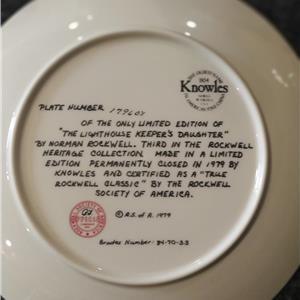 Knowles
PLATE NUMBER
OF THE ONLY LIMITED EDITION OF
"THE LIGHTHOUSE KEEPER'S DAUGHTER"
BY NORMAN ROCKWELL. THIRD IN THE ROCKWELL
HERITAGE COLLECTION. MADE IN A LIMITED
EDITION PERMANENTLY CLOSED IN 1979 BY
KNOWLES AND CERTIFIED AS A "TRUE
ROCKWELL CLASSIC" BY THE ROCKWELL
SOCIETY OF AMERICA.
© R.S. of A. 1979
Bradex Number: 84-70-3.3